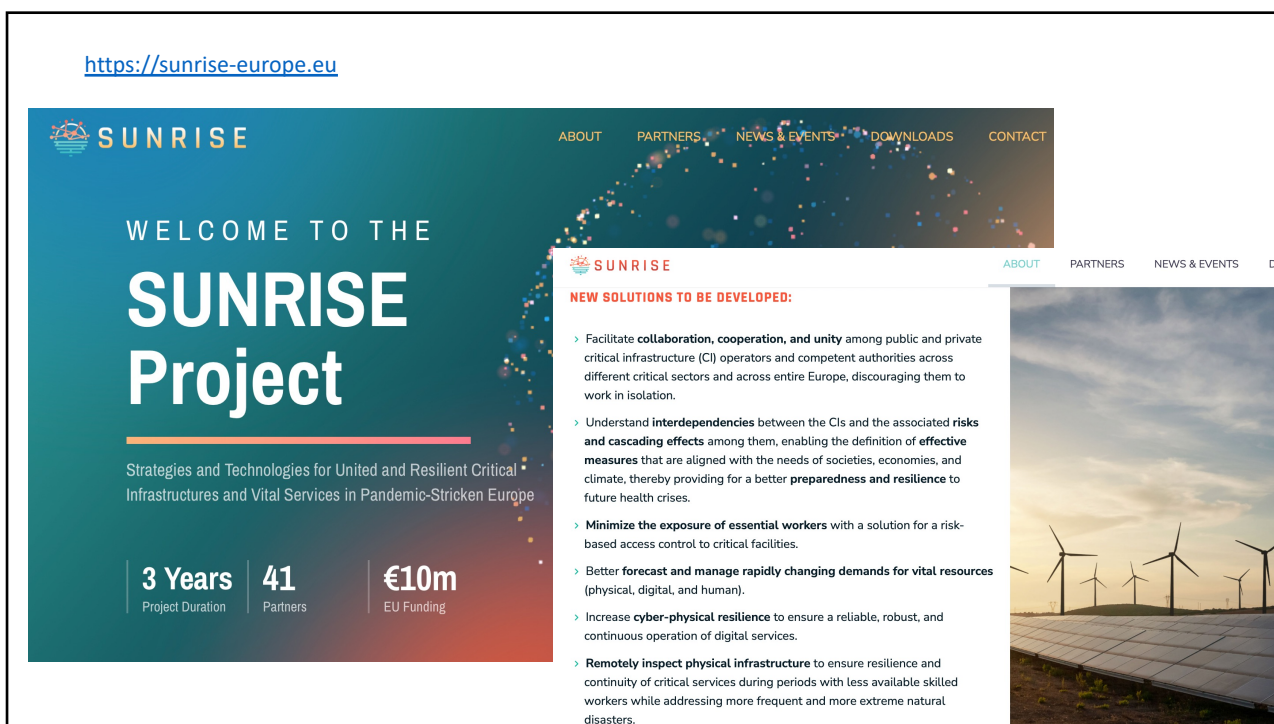 https://sunrise-europe.eu
SUNRISE
ABOUT PARTNERS NEWS & EVENTS DOWNLOADS CONTACT
WELCOME TO THE
SUNRISE
Project
Strategies and Technologies for United and Resilient Critical
Infrastructures and Vital Services in Pandemic-Stricken Europe
3 Years 41 €10m
Project Duration Partners EU Funding
SUNRISE
ABOUT PARTNERS NEWS & EVENTS D
NEW SOLUTIONS TO BE DEVELOPED:
› Facilitate collaboration, cooperation, and unity among public and private
critical infrastructure (CI) operators and competent authorities across
different critical sectors and across entire Europe, discouraging them to
work in isolation.
› Understand interdependencies between the CIs and the associated risks
and cascading effects among them, enabling the definition of effective
measures that are aligned with the needs of societies, economies, and
climate, thereby providing for a better preparedness and resilience to
future health crises.
› Minimize the exposure of essential workers with a solution for a risk-
based access control to critical facilities.
› Better forecast and manage rapidly changing demands for vital resources
(physical, digital, and human).
› Increase cyber-physical resilience to ensure a reliable, robust, and
continuous operation of digital services.
› Remotely inspect physical infrastructure to ensure resilience and
continuity of critical services during periods with less available skilled
workers while addressing more frequent and more extreme natural
disasters.